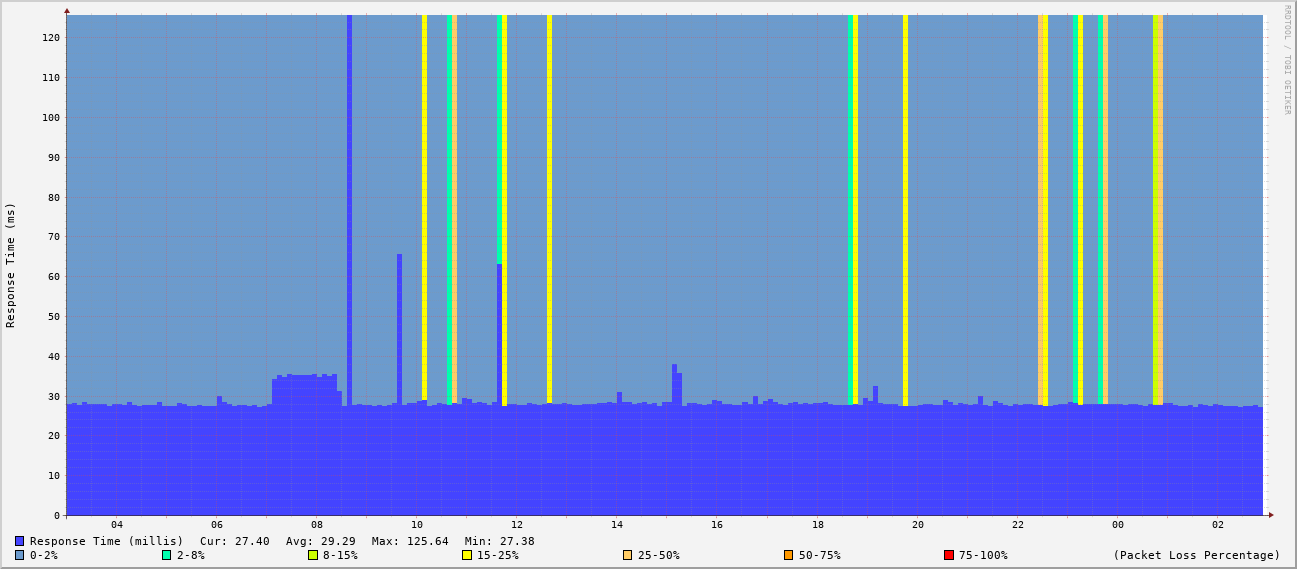 RRDTOOL / TOBI OETIKER
Response Time (ms)
120
110
100
90
80
70
60
50
40
30
20
10
0
04 06 08 10 12 14 16 18 20 22 00 02
Response Time (millis) Cur: 27.40 Avg: 29.29 Max: 125.64 Min: 27.38
0-2% 2-8% 8-15% 15-25% 25-50% 50-75% 75-100% (Packet Loss Percentage)